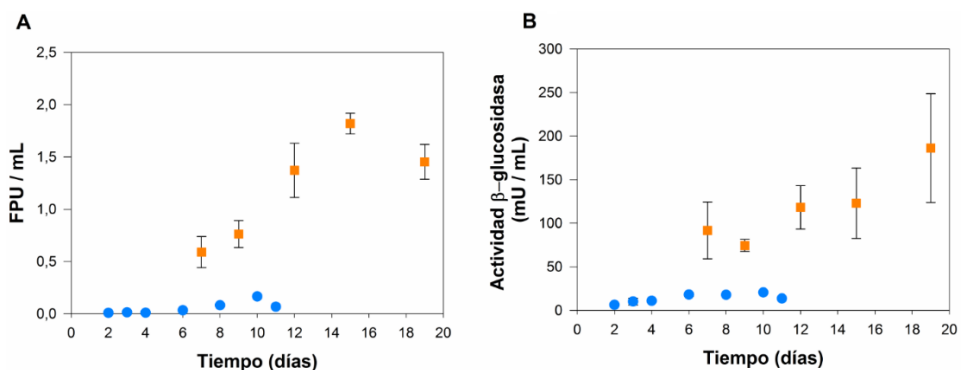 A
2,5
2,0
1,5
1,0
0,5
0,0
FPU / mL
0 2 4 6 8 10 12 14 16 18 20
Tiempo (días)
B
300
250
200
150
100
50
0
Actividad β−glucosidasa
(mU / mL)
0 2 4 6 8 10 12 14 16 18 20
Tiempo (días)